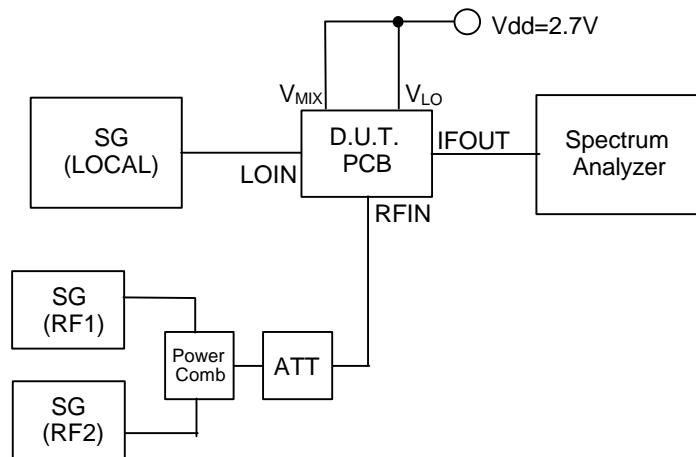 Vdd=2.7V
VMIX
VLO
SG
(LOCAL)
LOIN
D.U.T.
PCB
IFOUT
Spectrum
Analyzer
RFIN
SG
(RF1)
Power
Comb
ATT
SG
(RF2)